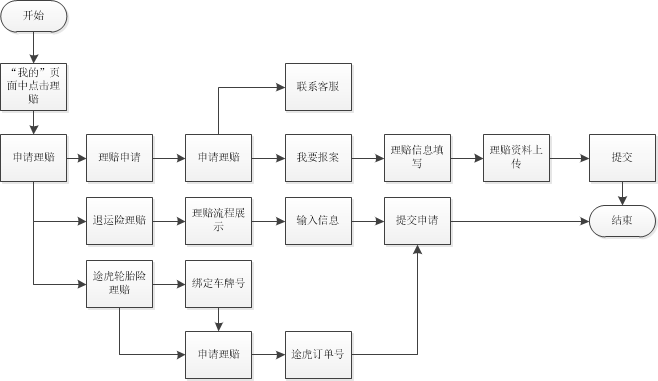 开始
“我的”页
面中点击理
赔
联系客服
申请理赔
理赔申请
申请理赔
我要报案
理赔信息填
写
理赔资料上
传
提交
退运险理赔
理赔流程展
示
输入信息
提交申请
结束
途虎轮胎险
理赔
绑定车牌号
申请理赔
途虎订单号